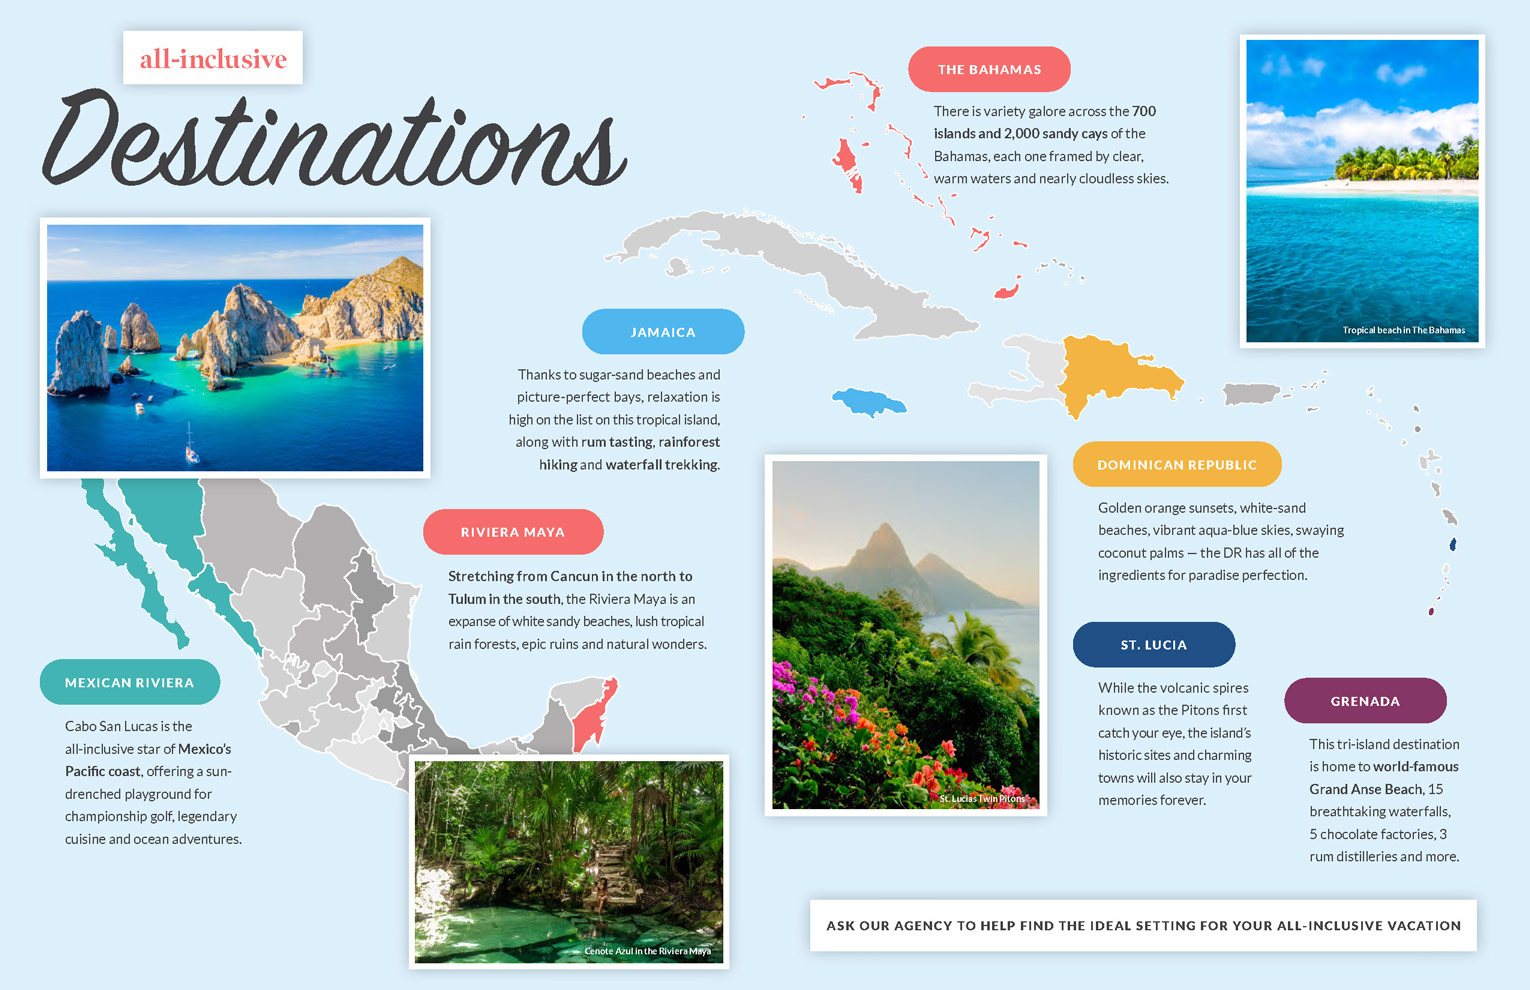 all-inclusive
Destinations
THE BAHAMAS
There is variety galore across the 700
islands and 2,000 sandy cays of the
Bahamas, each one framed by clear,
warm waters and nearly cloudless skies.
Tropical beach in The Bahamas
JAMAICA
Thanks to sugar-sand beaches and
picture-perfect bays, relaxation is
high on the list on this tropical island,
along with rum tasting, rainforest
hiking and waterfall trekking.
DOMINICAN REPUBLIC
Golden orange sunsets, white-sand
beaches, vibrant aqua-blue skies, swaying
coconut palms — the DR has all of the
ingredients for paradise perfection.
RIVIERA MAYA
Stretching from Cancun in the north to
Tulum in the south, the Riviera Maya is an
expanse of white sandy beaches, lush tropical
rain forests, epic ruins and natural wonders.
MEXICAN RIVIERA
Cabo San Lucas is the
all-inclusive star of Mexico's
Pacific coast, offering a sun-
drenched playground for
championship golf, legendary
cuisine and ocean adventures.
St. Lucias Twin Pitons
ST. LUCIA
While the volcanic spires
known as the Pitons first
catch your eye, the island's
historic sites and charming
towns will also stay in your
memories forever.
GRENADA
This tri-island destination
is home to world-famous
Grand Anse Beach, 15
breathtaking waterfalls,
5 chocolate factories, 3
rum distilleries and more.
Cenote Azul in the Riviera Maya
ASK OUR AGENCY TO HELP FIND THE IDEAL SETTING FOR YOUR ALL-INCLUSIVE VACATION